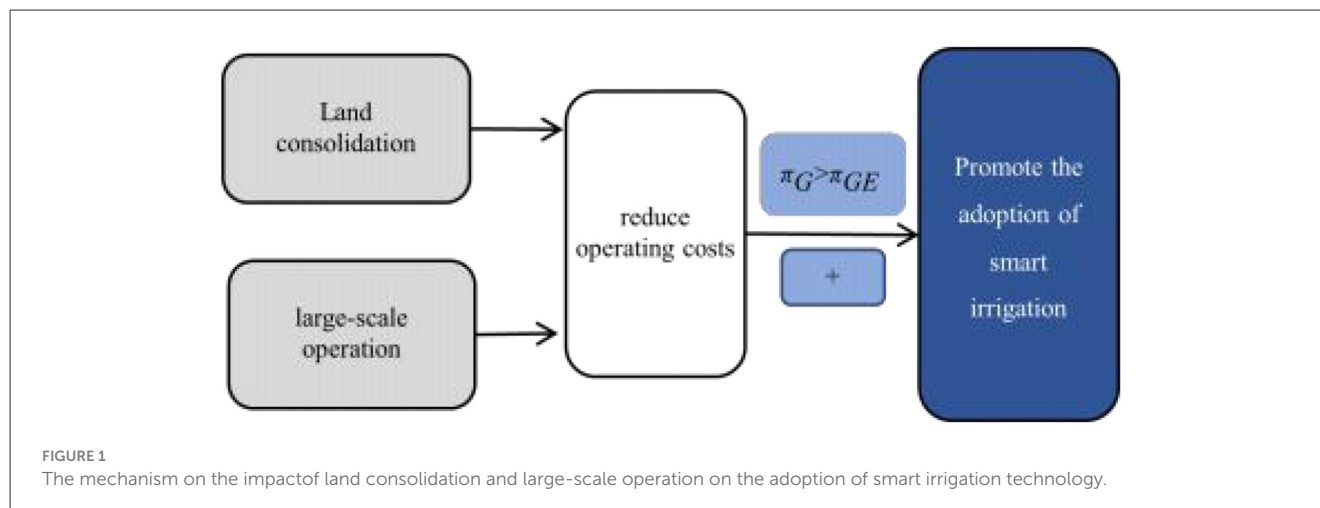 Land
consolidation
large-scale
operation
reduce
operating costs
πG>πGE
+
Promote the
adoption of
smart
irrigation
FIGURE 1
The mechanism on the impactof land consolidation and large-scale operation on the adoption of smart irrigation technology.